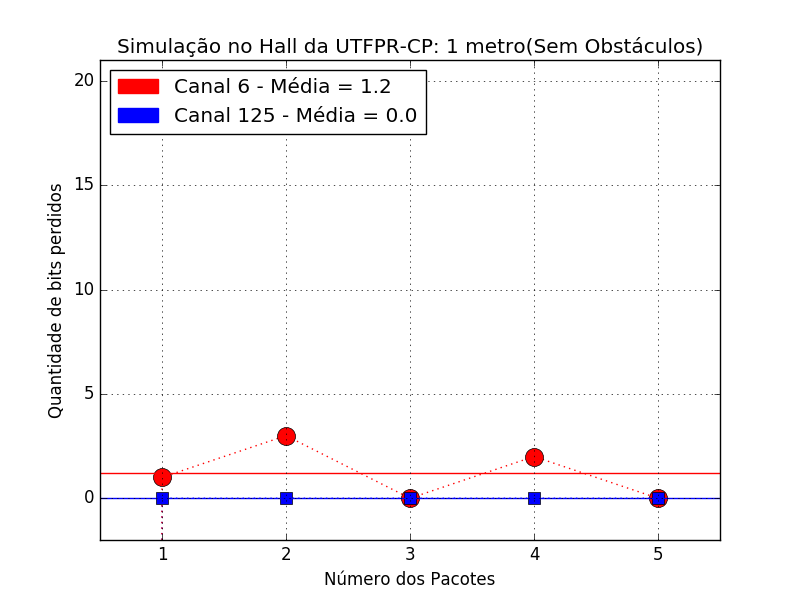 Simulação no Hall da UTFPR-CP: 1 metro(Sem Obstáculos)
Canal 6 - Média = 1.2
Canal 125 - Média = 0.0
Quantidade de bits perdidos
20
15
10
5
0
1 2 3 4 5
Número dos Pacotes